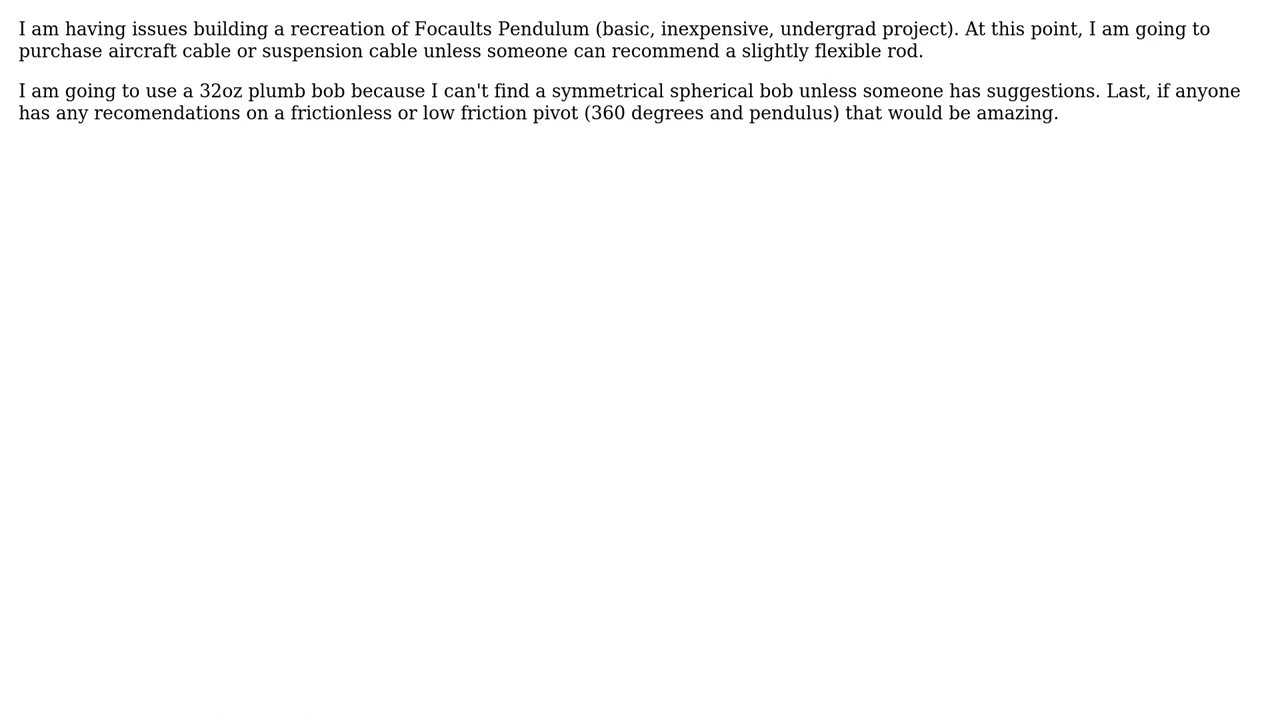 I am having issues building a recreation of Focaults Pendulum (basic, inexpensive, undergrad project). At this point, I am going to
purchase aircraft cable or suspension cable unless someone can recommend a slightly flexible rod.
I am going to use a 32oz plumb bob because I can't find a symmetrical spherical bob unless someone has suggestions. Last, if anyone
has any recomendations on a frictionless or low friction pivot (360 degrees and pendulus) that would be amazing.